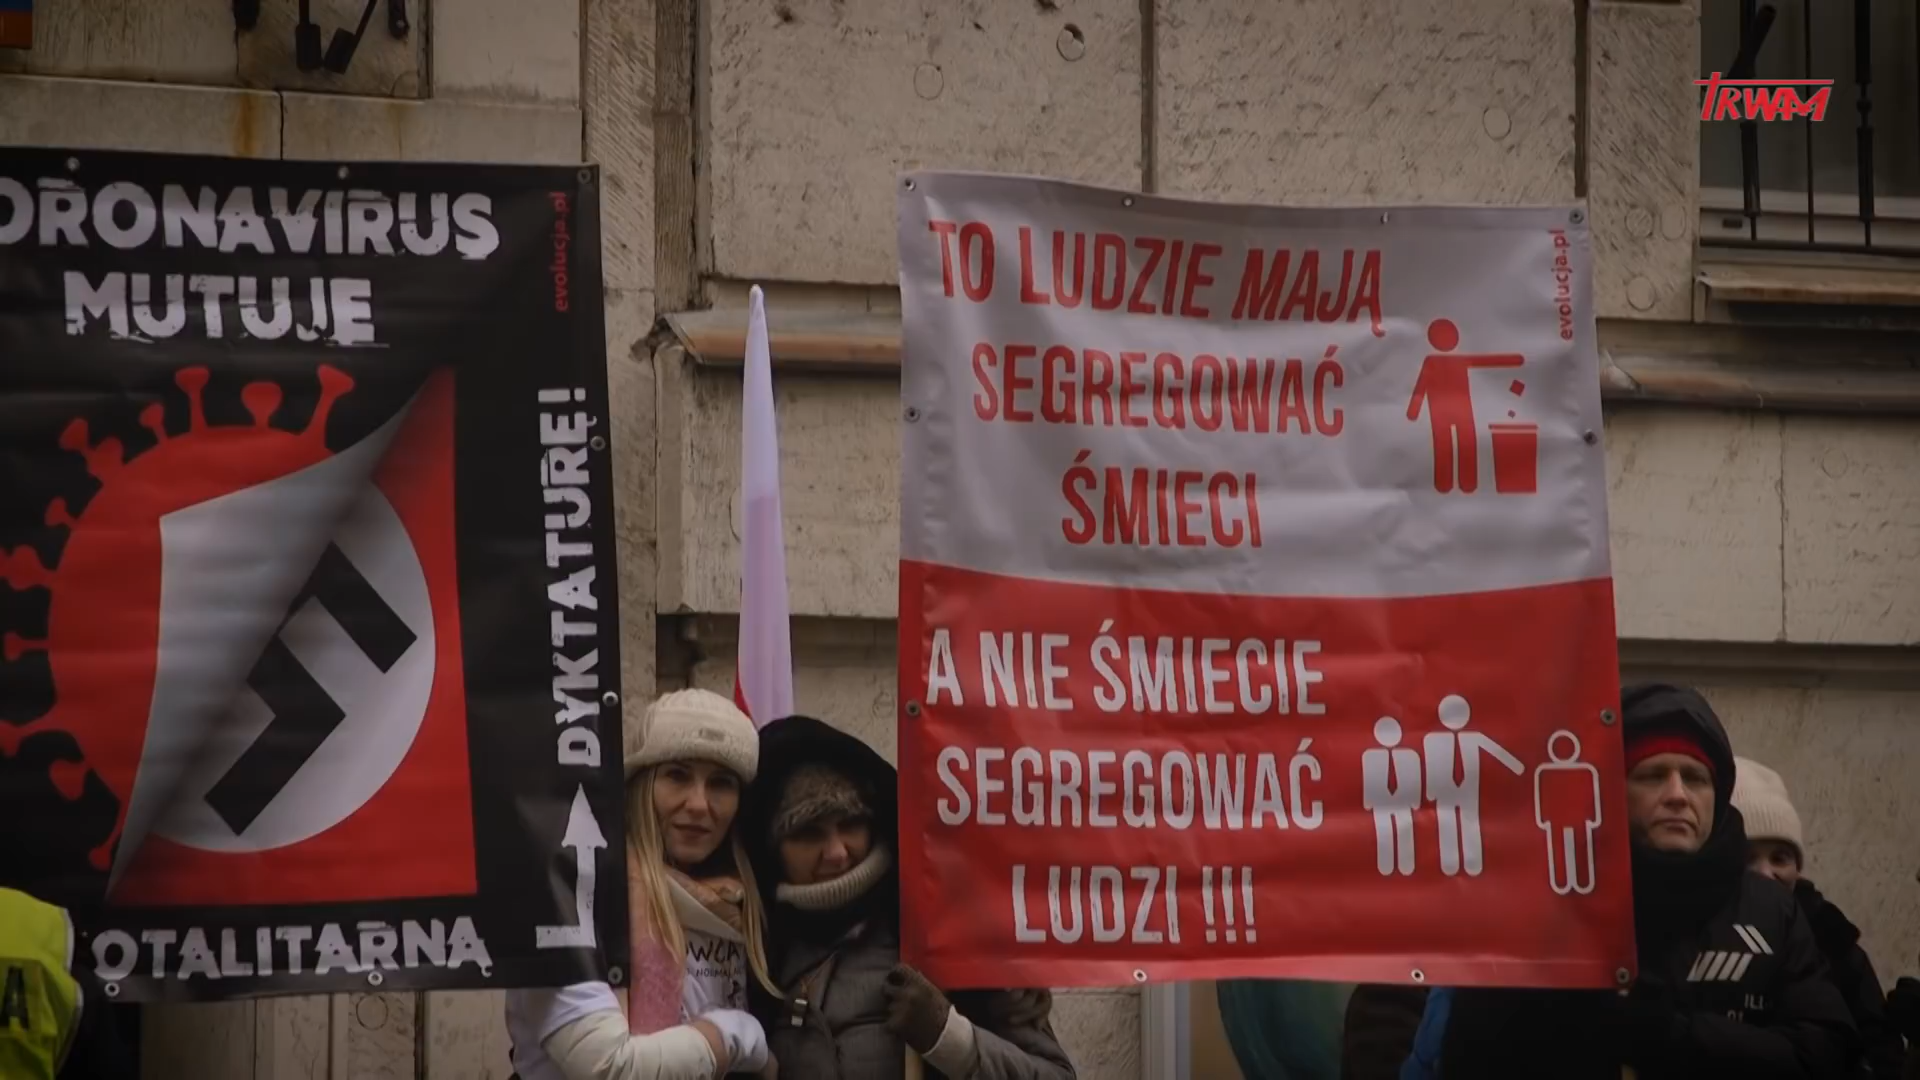 ORONAVIRUS
MUTUJE
evolucja.pl
OTALITARNĄ
DYKTATURĘ!
TO LUDZIE MAJĄ
SEGREGOWAĆ
ŚMIECI
evolucja.pl
A NIE ŚMIECIE
SEGREGOWAĆ
LUDZI !!!
TRWAM